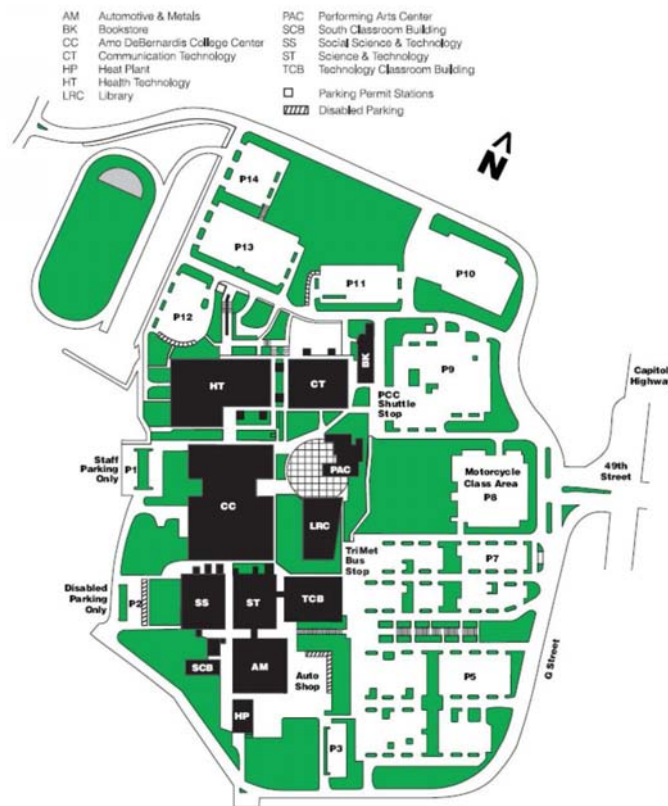 AM Automotive & Metals
BK Bookstore
CC Amo DeBernardis College Center
CT Communication Technology
HP Heat Plant
HT Health Technology
LRC Library
PAC Performing Arts Center
SCB South Classroom Building
SS Social Science & Technology
ST Science & Technology
TCB Technology Classroom Building
Parking Permit Stations
Disabled Parking
N
P14
P13
P10
P11
P12
BK
P9
Capitol
Highway
HT
CT
PCC
Shuttle
Stop
Staff
Parking
Only
P1
PAC
Motorcycle
Class Area
P8
49th
Street
CC
LRC
TriMet
Bus
Stop
P7
Disabled
Parking
Only
P2
SS
ST
TCB
SCB
AM
Auto
Shop
P5
G Street
HP
P3